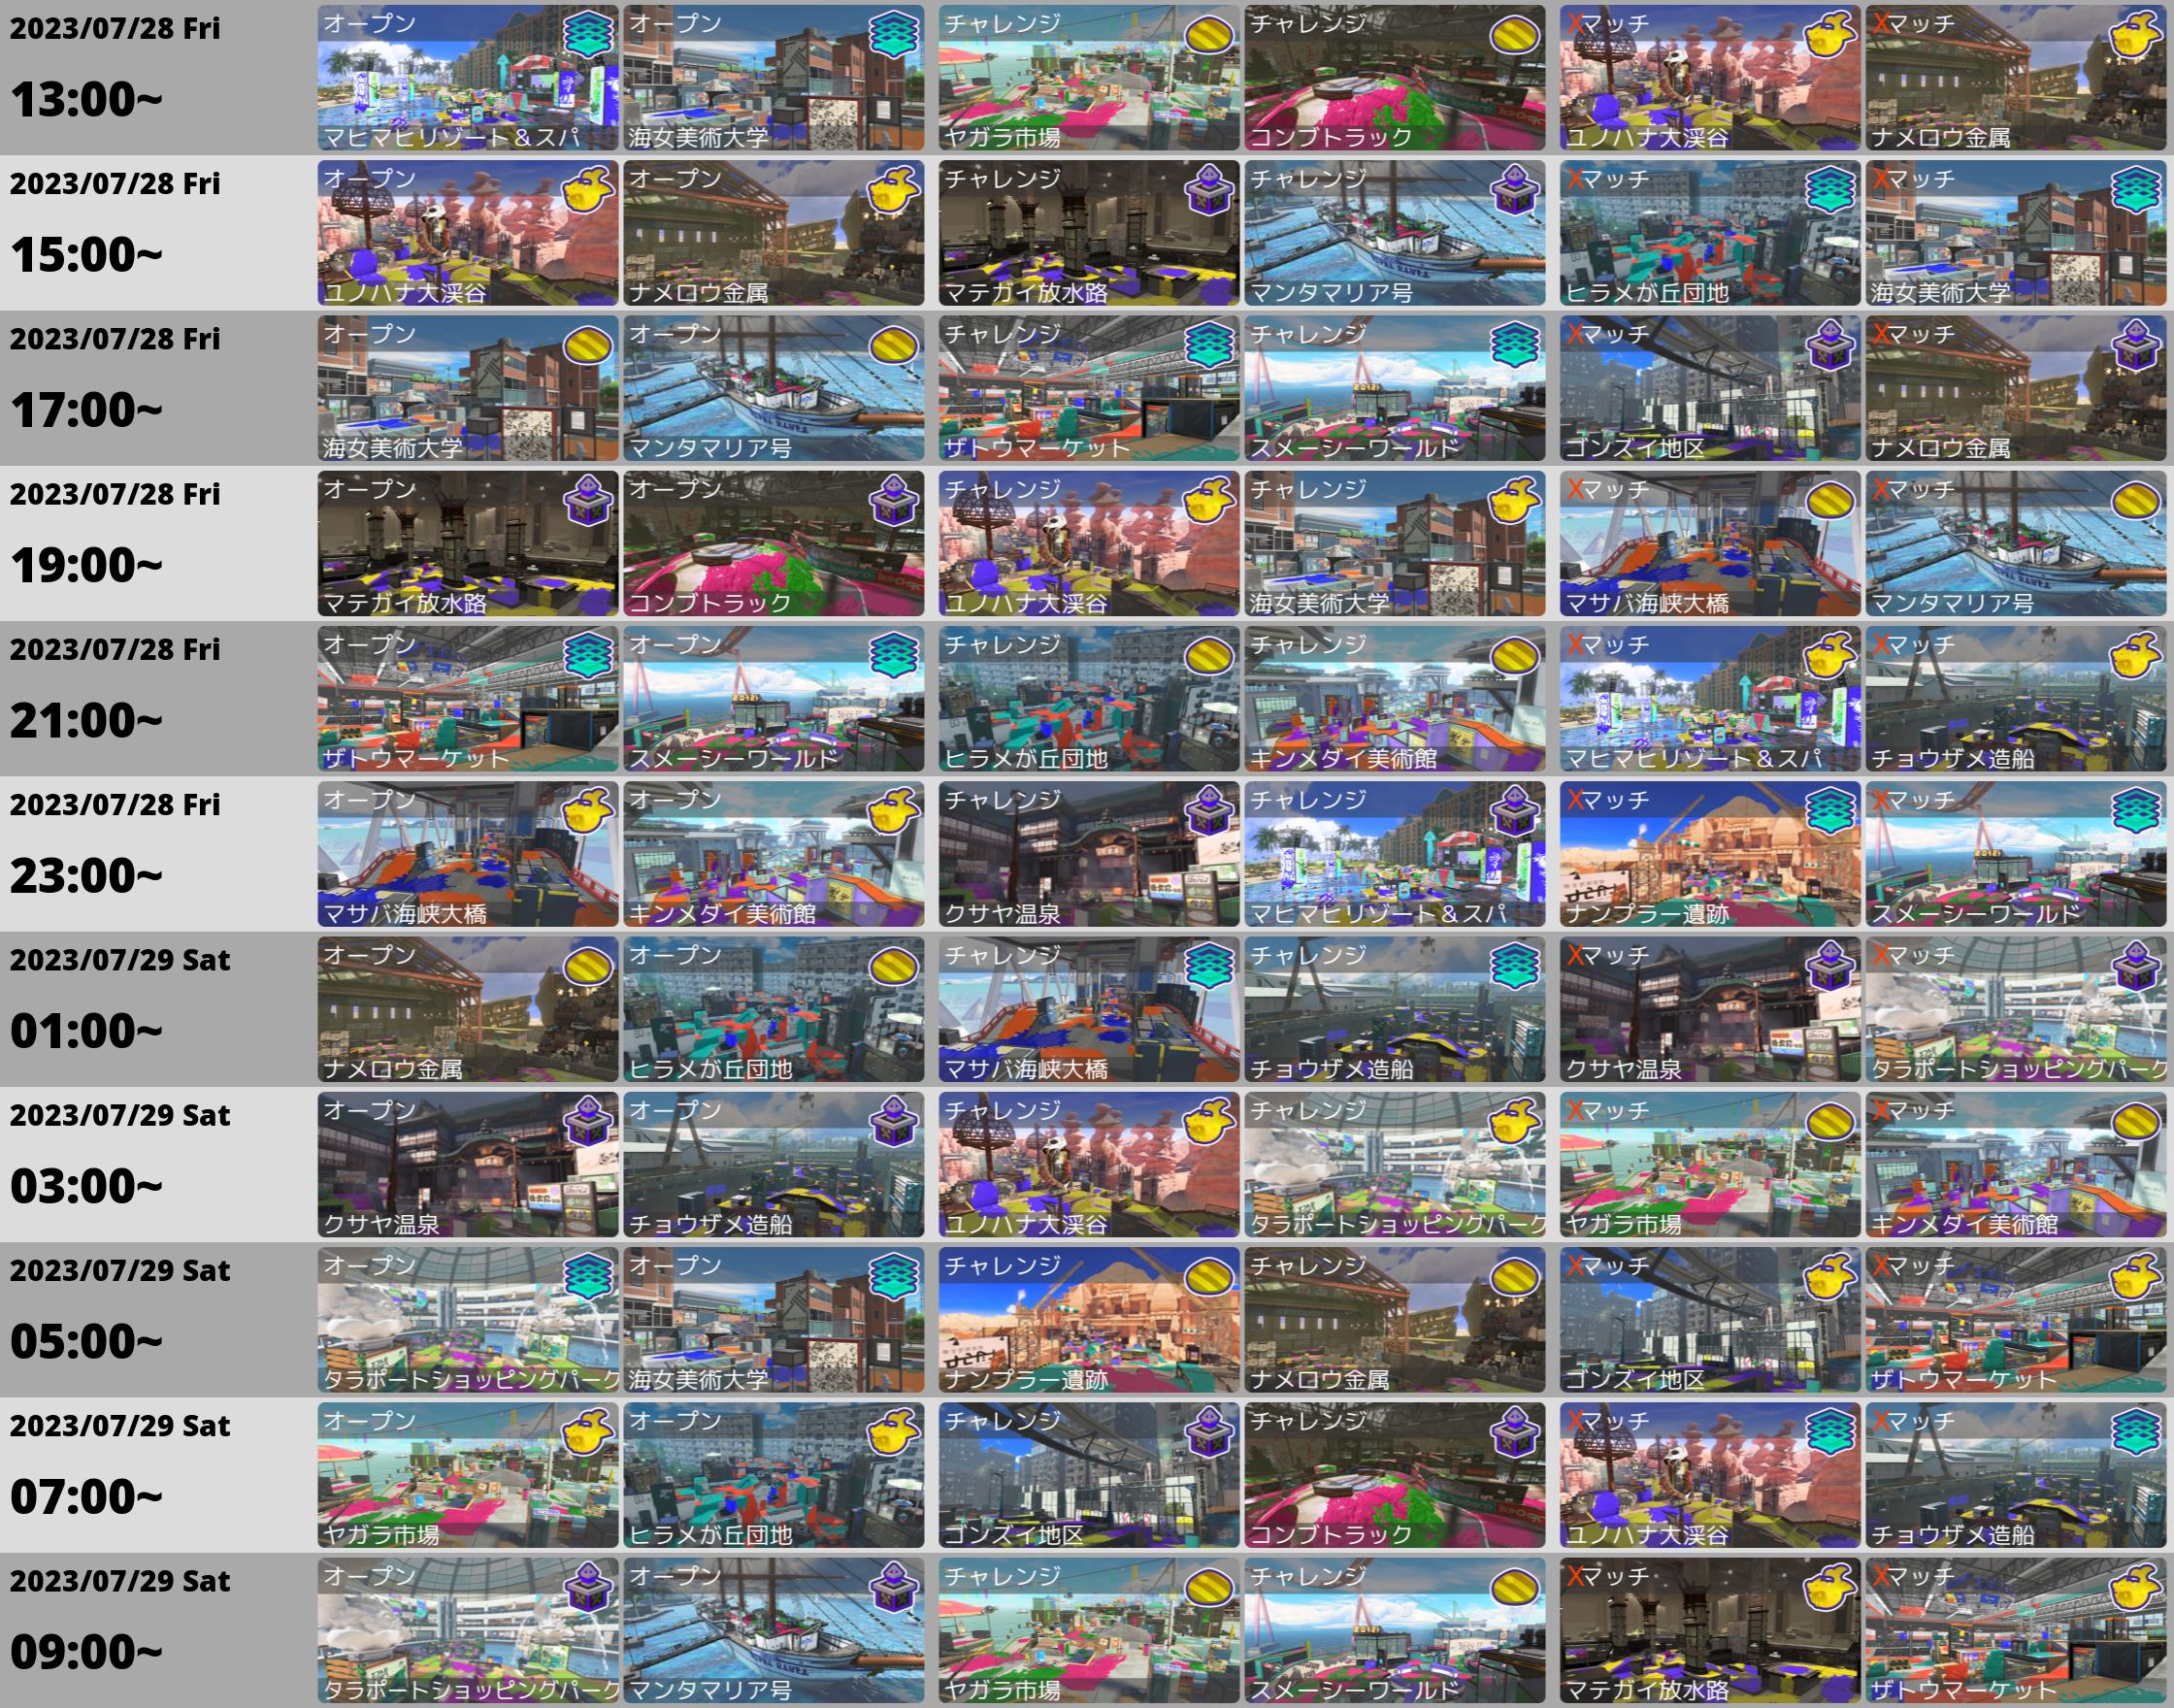 2023/07/28 Fri
13:00~
オープン オープン チャレンジ チャレンジ Xマッチ Xマッチ
マヒマヒリゾート＆スパ 海女美術大学 ヤガラ市場 コンブトラック ユノハナ大渓谷 ナメロウ金属
2023/07/28 Fri
15:00~
オープン オープン チャレンジ チャレンジ Xマッチ Xマッチ
ユノハナ大渓谷 ナメロウ金属 マテガイ放水路 マンタマリア号 ヒラメが丘団地 海女美術大学
2023/07/28 Fri
17:00~
オープン オープン チャレンジ チャレンジ Xマッチ Xマッチ
海女美術大学 マンタマリア号 ザトウマーケット スメーシーワールド ゴンズイ地区 ナメロウ金属
2023/07/28 Fri
19:00~
オープン オープン チャレンジ チャレンジ Xマッチ Xマッチ
マテガイ放水路 コンブトラック ユノハナ大渓谷 海女美術大学 マサバ海峡大橋 マンタマリア号
2023/07/28 Fri
21:00~
オープン オープン チャレンジ チャレンジ Xマッチ Xマッチ
ザトウマーケット スメーシーワールド ヒラメが丘団地 キンメダイ美術館 マヒマヒリゾート＆スパ チョウザメ造船
2023/07/28 Fri
23:00~
オープン オープン チャレンジ チャレンジ Xマッチ Xマッチ
マサバ海峡大橋 キンメダイ美術館 クサヤ温泉 マヒマヒリゾート＆スパ ナンプラー遺跡 スメーシーワールド
2023/07/29 Sat
01:00~
オープン オープン チャレンジ チャレンジ Xマッチ Xマッチ
ナメロウ金属 ヒラメが丘団地 マサバ海峡大橋 チョウザメ造船 クサヤ温泉 タラポートショッピングパーク
2023/07/29 Sat
03:00~
オープン オープン チャレンジ チャレンジ Xマッチ Xマッチ
クサヤ温泉 チョウザメ造船 ユノハナ大渓谷 タラポートショッピングパーク ヤガラ市場 キンメダイ美術館
2023/07/29 Sat
05:00~
オープン オープン チャレンジ チャレンジ Xマッチ Xマッチ
タラポートショッピングパーク 海女美術大学 ナンプラー遺跡 ナメロウ金属 ゴンズイ地区 ザトウマーケット
2023/07/29 Sat
07:00~
オープン オープン チャレンジ チャレンジ Xマッチ Xマッチ
ヤガラ市場 ヒラメが丘団地 ゴンズイ地区 コンブトラック ユノハナ大渓谷 チョウザメ造船
2023/07/29 Sat
09:00~
オープン オープン チャレンジ チャレンジ Xマッチ Xマッチ
タラポートショッピングパーク マンタマリア号 ヤガラ市場 スメーシーワールド マテガイ放水路 ザトウマーケット